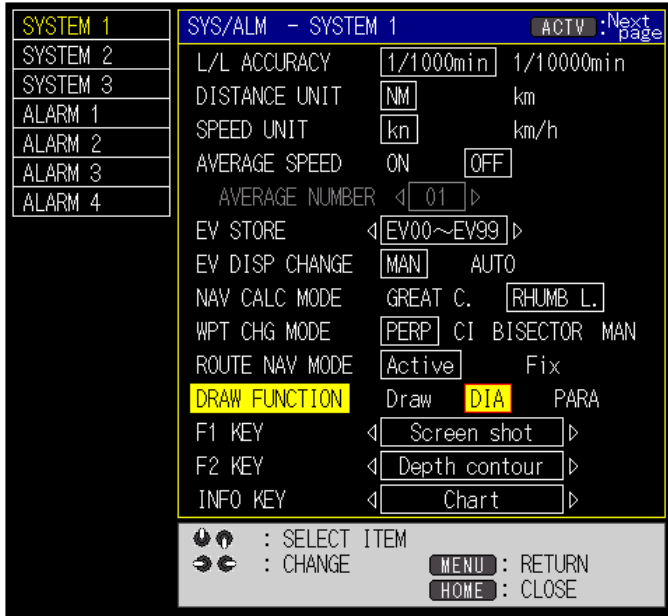 SYSTEM 1
SYSTEM 2
SYSTEM 3
ALARM 1
ALARM 2
ALARM 3
ALARM 4
SYS/ALM - SYSTEM 1 ACTV :Next page
L/L ACCURACY 1/1000min 1/10000min
DISTANCE UNIT NM km
SPEED UNIT kn km/h
AVERAGE SPEED ON OFF
AVERAGE NUMBER 01
EV STORE EV00～EV99
EV DISP CHANGE MAN AUTO
NAV CALC MODE GREAT C. RHUMB L.
WPT CHG MODE PERP CI BISECTOR MAN
ROUTE NAV MODE Active Fix
DRAW FUNCTION Draw DIA PARA
F1 KEY Screen shot
F2 KEY Depth contour
INFO KEY Chart
: SELECT ITEM
: CHANGE MENU : RETURN
HOME : CLOSE